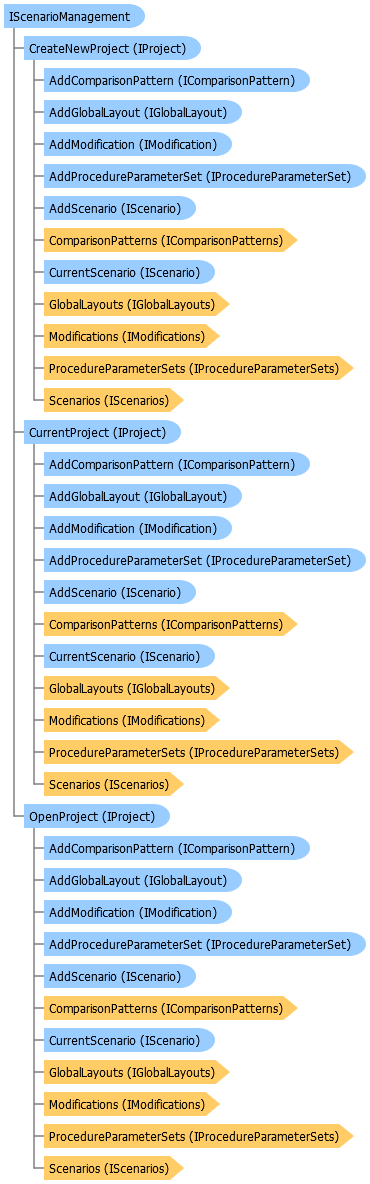 IScenarioManagement
CreateNewProject (IProject)
AddComparisonPattern (IComparisonPattern)
AddGlobalLayout (IGlobalLayout)
AddModification (IModification)
AddProcedureParameterSet (IProcedureParameterSet)
AddScenario (IScenario)
ComparisonPatterns (IComparisonPatterns)
CurrentScenario (IScenario)
GlobalLayouts (IGlobalLayouts)
Modifications (IModifications)
ProcedureParameterSets (IProcedureParameterSets)
Scenarios (IScenarios)
CurrentProject (IProject)
AddComparisonPattern (IComparisonPattern)
AddGlobalLayout (IGlobalLayout)
AddModification (IModification)
AddProcedureParameterSet (IProcedureParameterSet)
AddScenario (IScenario)
ComparisonPatterns (IComparisonPatterns)
CurrentScenario (IScenario)
GlobalLayouts (IGlobalLayouts)
Modifications (IModifications)
ProcedureParameterSets (IProcedureParameterSets)
Scenarios (IScenarios)
OpenProject (IProject)
AddComparisonPattern (IComparisonPattern)
AddGlobalLayout (IGlobalLayout)
AddModification (IModification)
AddProcedureParameterSet (IProcedureParameterSet)
AddScenario (IScenario)
ComparisonPatterns (IComparisonPatterns)
CurrentScenario (IScenario)
GlobalLayouts (IGlobalLayouts)
Modifications (IModifications)
ProcedureParameterSets (IProcedureParameterSets)
Scenarios (IScenarios)